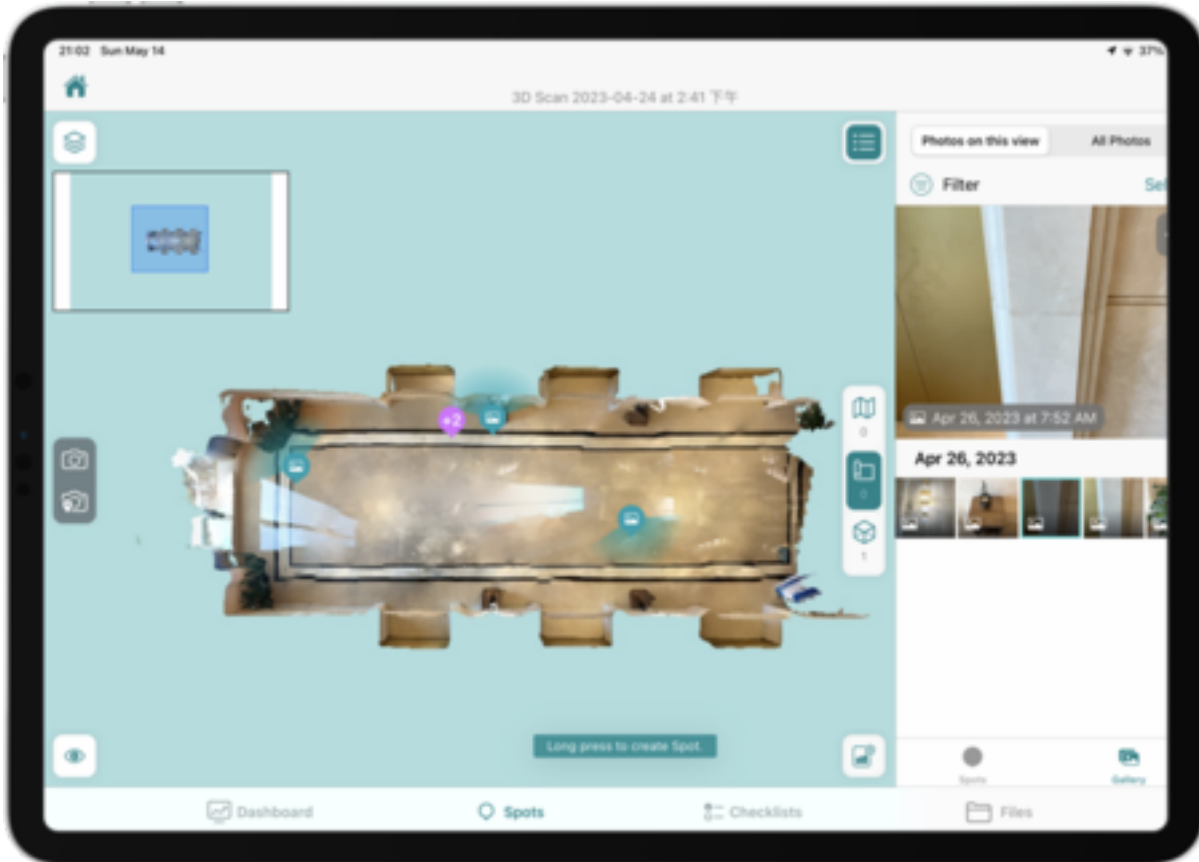 21:02 Sun May 14
37%
3D Scan 2023-04-24 at 2:41 下午
Photos on this view
All Photos
Filter
Sel
Apr 26, 2023 at 7:52 AM
Apr 26, 2023
+2
0
0
1
Long press to create Spot.
Spots
Gallery
Dashboard
Spots
Checklists
Files